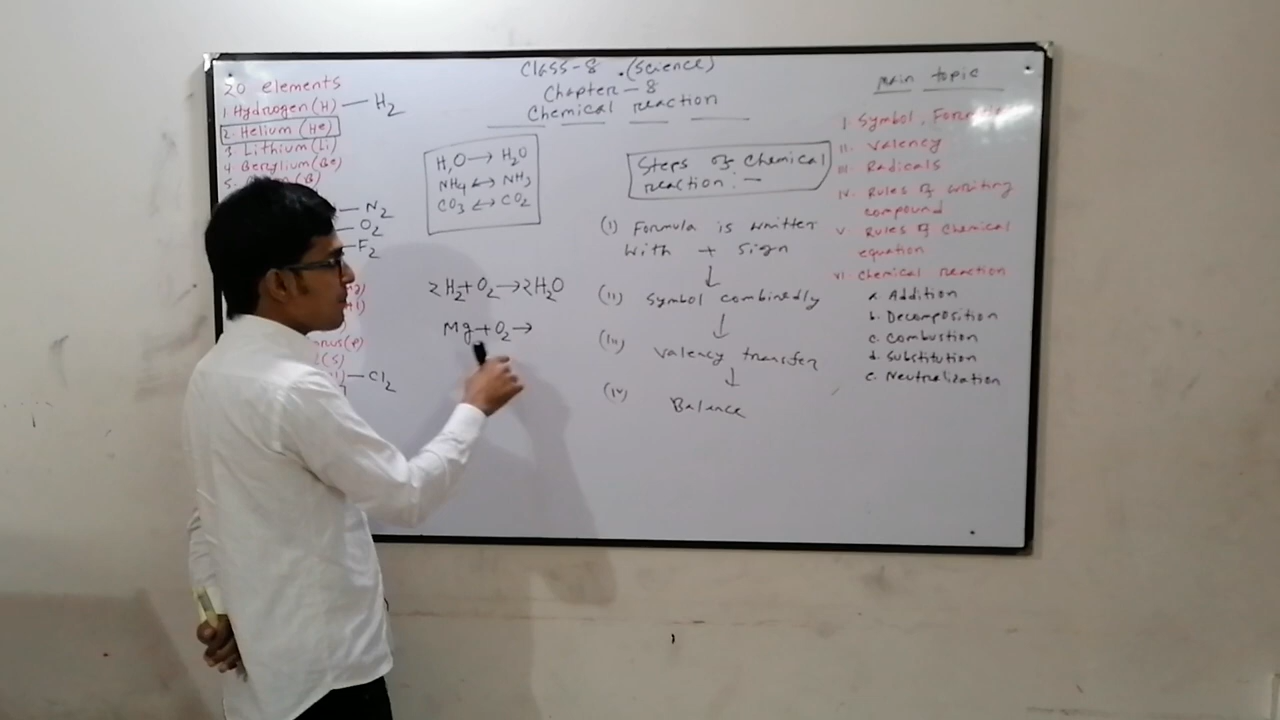 Class-8 (Science)
Chapter-8
Chemical reaction
20 elements
1 Hydrogen (H) — H₂
2. Helium (He)
3 Lithium (Li)
4 Berylium (Be)
5.
— N₂
— O₂
— F₂
(P)
(S)
— Cl₂
H,O → H₂O
NH₄ ↔ NH₃
CO₃ ↔ CO₂
2H₂+O₂→2H₂O
Mg+O₂→
Steps of Chemical
reaction :-
(i) Formula is written
with + sign
↓
(ii) Symbol combinedly
↓
(iii) Valency transfer
↓
(iv) Balance
Main topic
I. Symbol,
II. Valency
III. Radicals
IV. Rules of writing
compound
V Rules of Chemical
equation
VI Chemical reaction
a. Addition
b. Decomposition
c. Combustion
d. Substitution
e. Neutralization